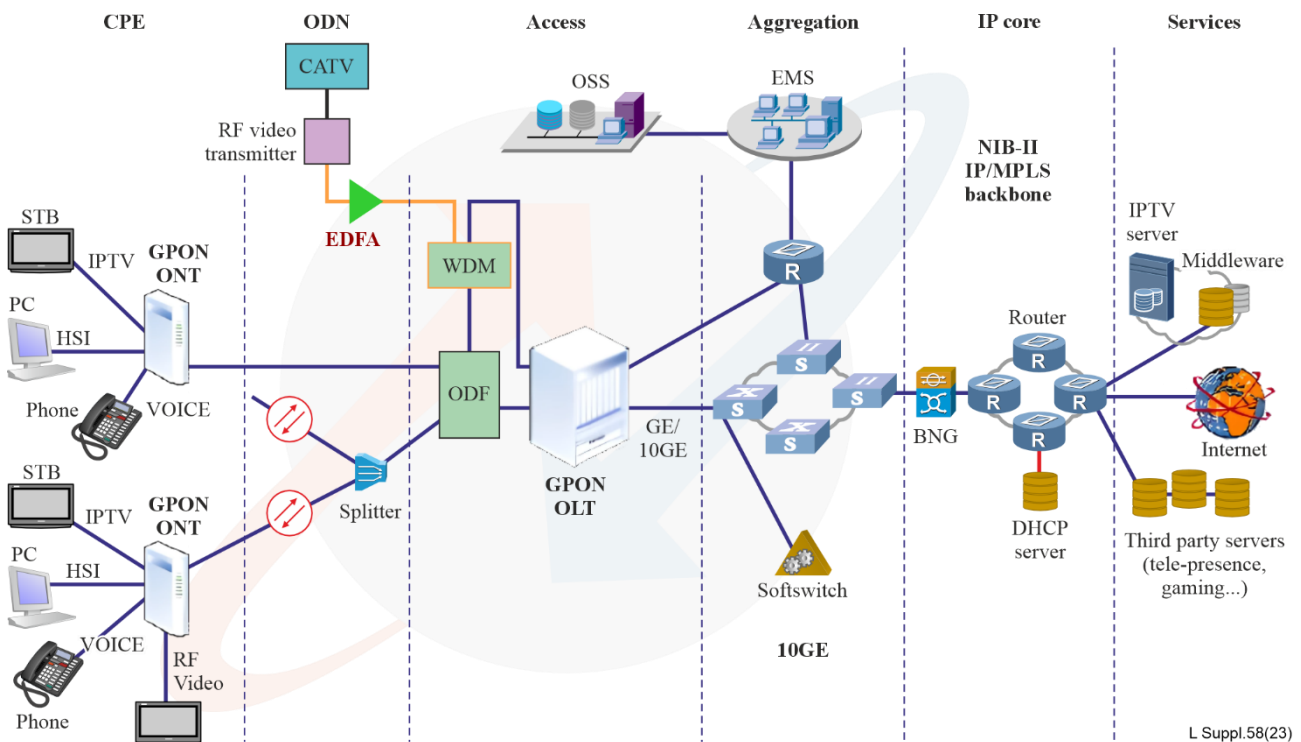 CPE
ODN
Access
Aggregation
IP core
Services
CATV
RF video
transmitter
EDFA
OSS
EMS
NIB-II
IP/MPLS
backbone
STB
IPTV
GPON
ONT
PC
HSI
Phone
VOICE
WDM
ODF
GPON
OLT
GE/
10GE
R
S
S
S
S
BNG
Router
R
R
R
R
DHCP
server
IPTV
server
Middleware
Internet
Third party servers
(tele-presence,
gaming...)
STB
IPTV
GPON
ONT
PC
HSI
VOICE
Phone
RF
Video
Splitter
Softswitch
10GE
L Suppl.58(23)